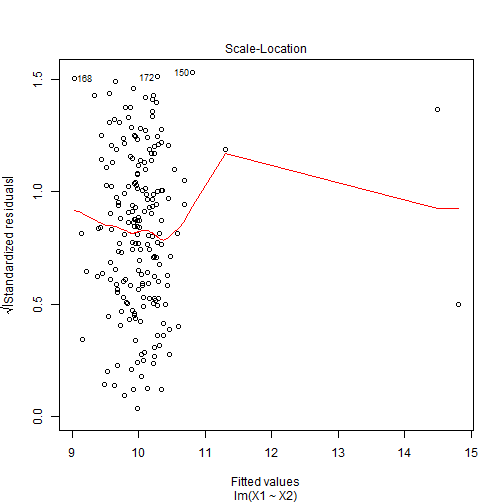 Scale-Location
√|Standardized residuals|
1.5
1.0
0.5
0.0
168
172
150
9 10 11 12 13 14 15
Fitted values
lm(X1 ~ X2)